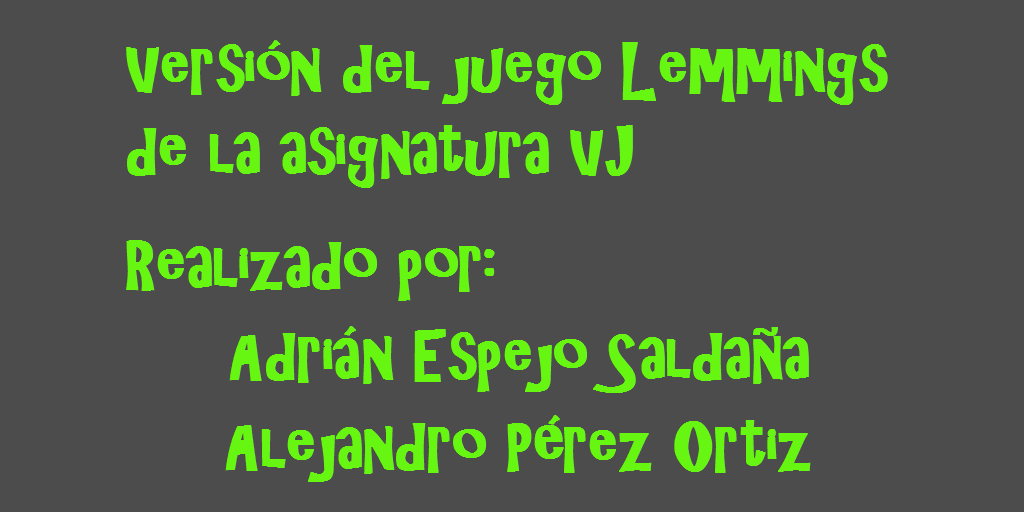 Versión del juego Lemmings
de la asignatura VJ
Realizado por:
Adrián Espejo Saldaña
Alejandro Pérez Ortiz